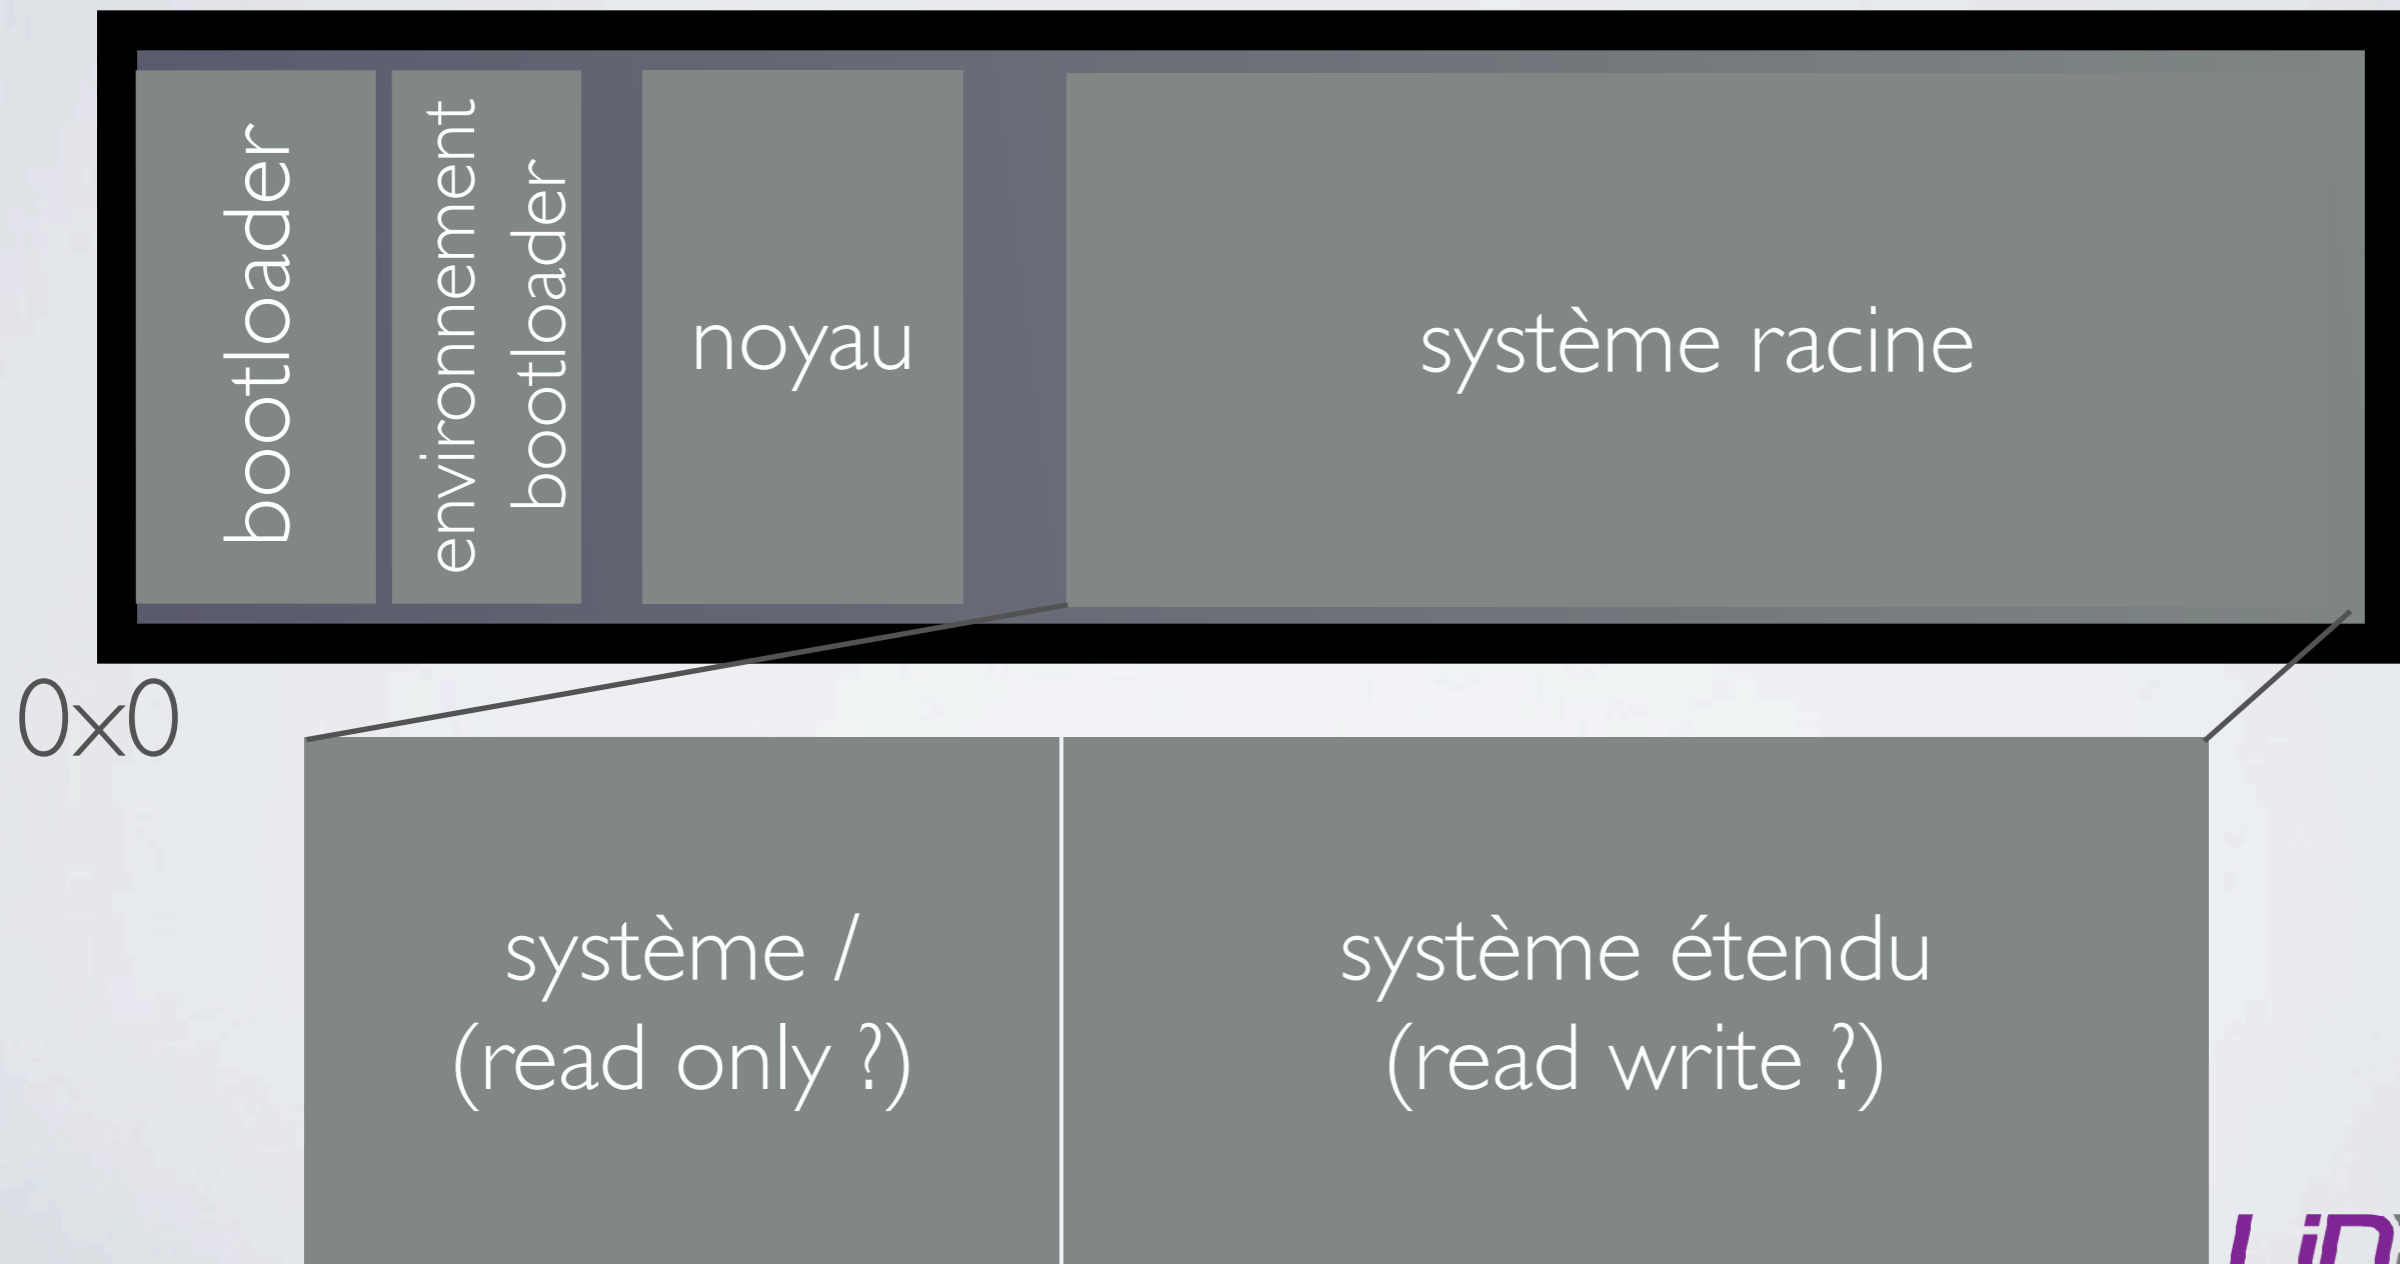 bootloader
environnement
bootloader
noyau
système racine
0x0
système /
(read only ?)
système étendu
(read write ?)